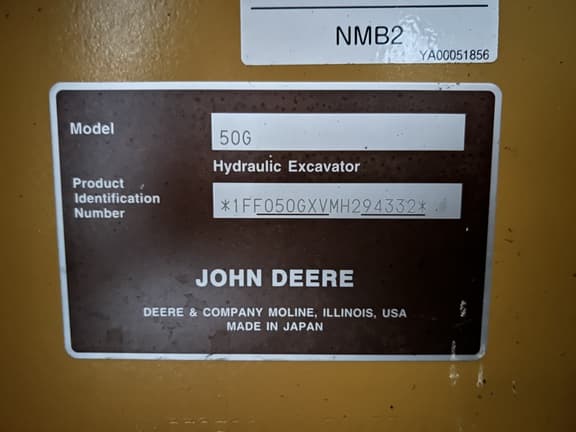 NMB2
YA00051856
Model 50G
Hydraulic Excavator
Product
Identification
Number
*1FF050GXVMH294332*
JOHN DEERE
DEERE & COMPANY MOLINE, ILLINOIS, USA
MADE IN JAPAN